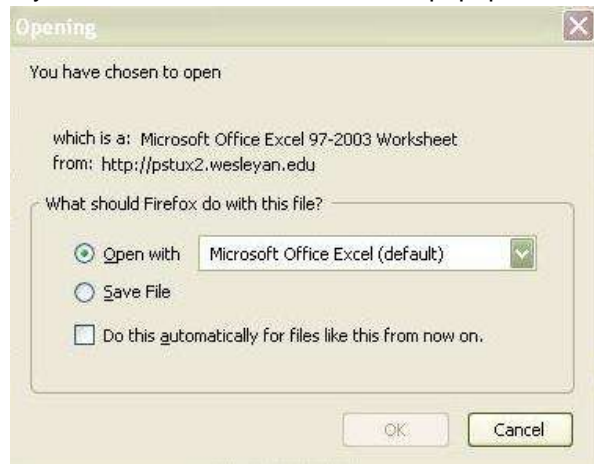 Opening
You have chosen to open
which is a: Microsoft Office Excel 97-2003 Worksheet
from: http://pstux2.wesleyan.edu
What should Firefox do with this file?
Open with Microsoft Office Excel (default)
Save File
Do this automatically for files like this from now on.
OK Cancel